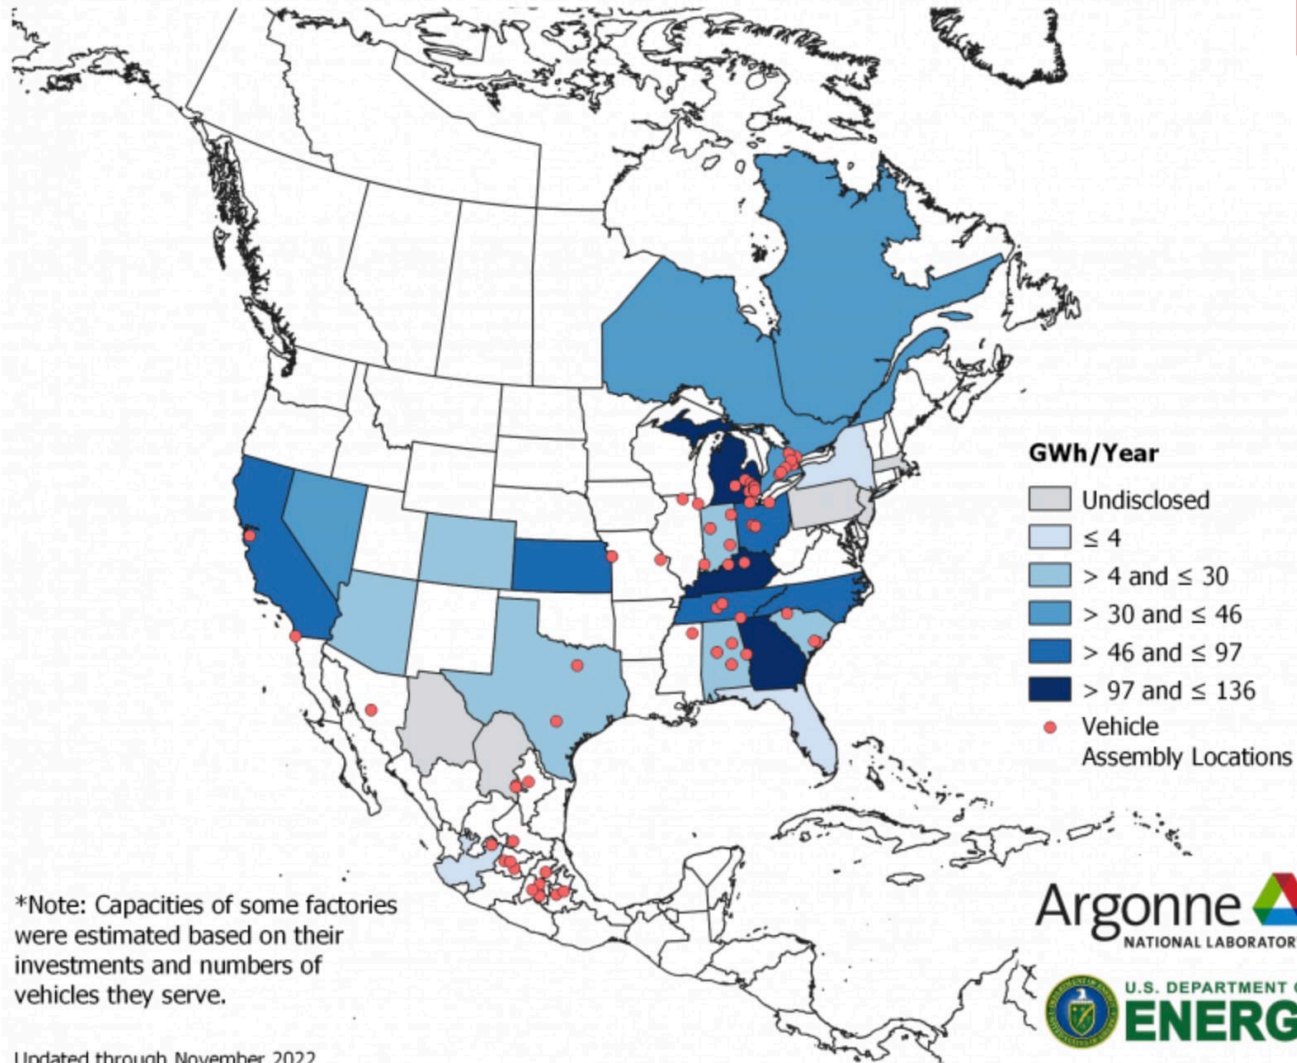 GWh/Year
Undisclosed
≤ 4
> 4 and ≤ 30
> 30 and ≤ 46
> 46 and ≤ 97
> 97 and ≤ 136
Vehicle
Assembly Locations
*Note: Capacities of some factories
were estimated based on their
investments and numbers of
vehicles they serve.
Updated through November 2022
Argonne
NATIONAL LABORATOR
U.S. DEPARTMENT
ENERG